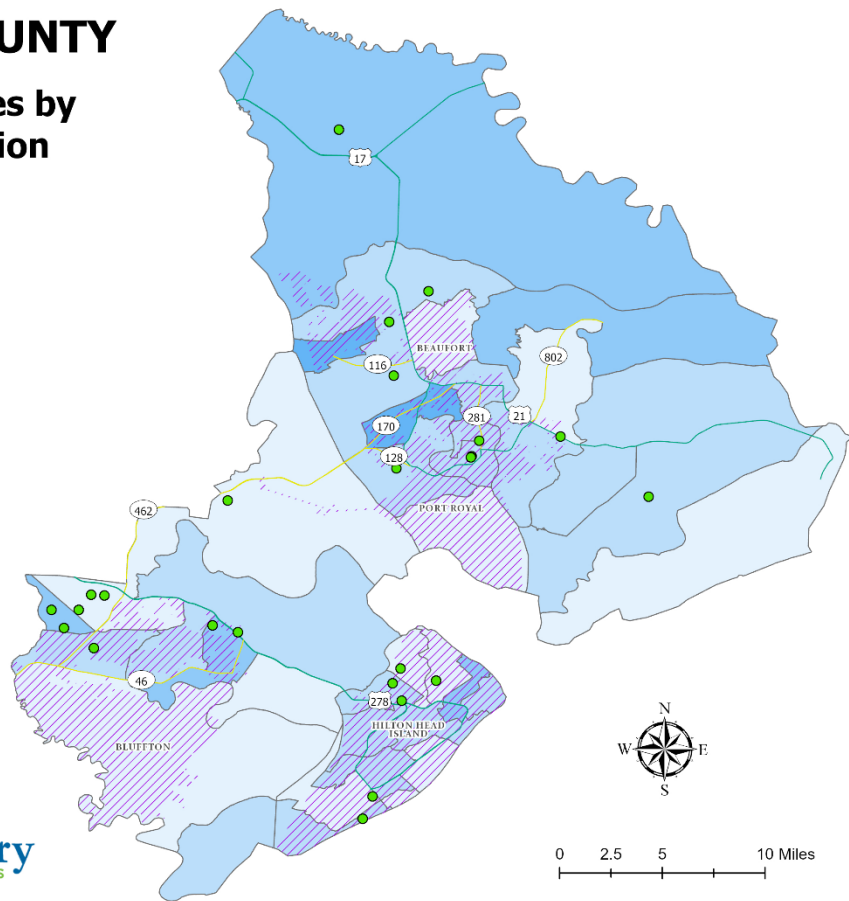 OUNTY
es by
ion
17
BEAUFORT
116
802
281
21
170
128
PORT ROYAL
462
46
278
HILTON HEAD
ISLAND
BLUFFTON
N
W
E
S
ry
s
0 2.5 5 10 Miles